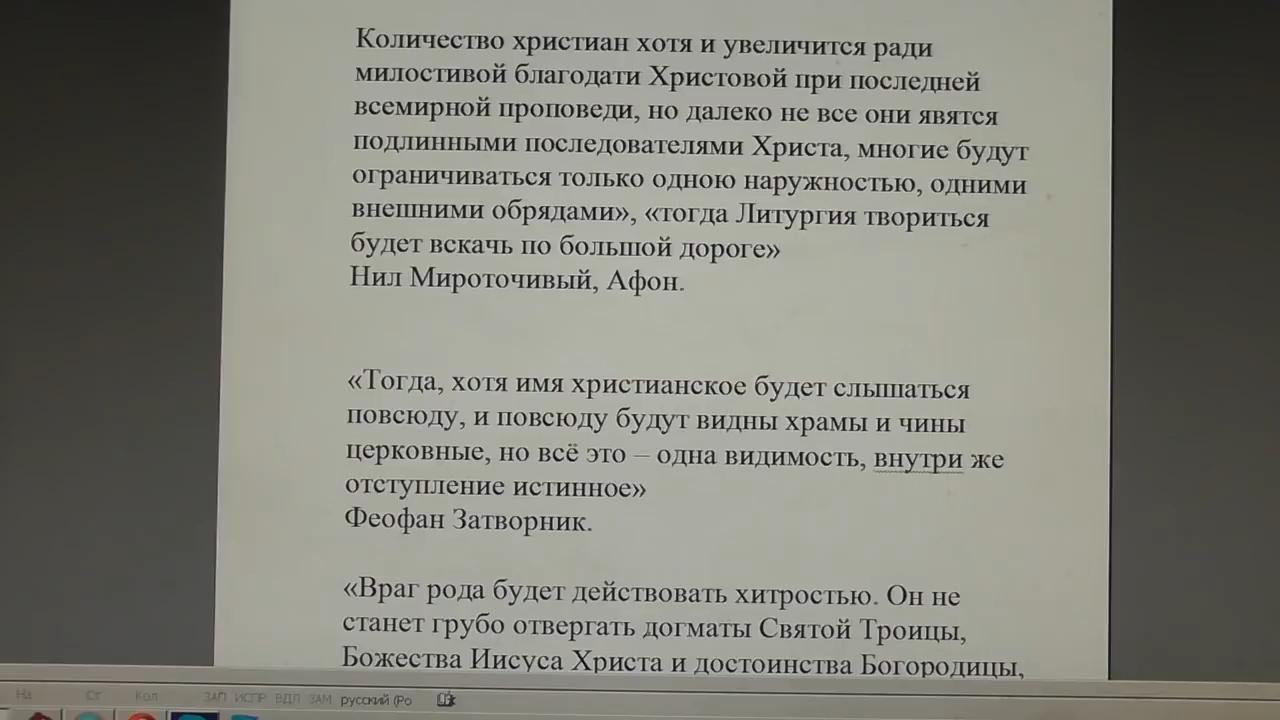 Количество христиан хотя и увеличится ради
милостивой благодати Христовой при последней
всемирной проповеди, но далеко не все они явятся
подлинными последователями Христа, многие будут
ограничиваться только одною наружностью, одними
внешними обрядами», «тогда Литургия твориться
будет вскачь по большой дороге»
Нил Мироточивый, Афон.
«Тогда, хотя имя христианское будет слышаться
повсюду, и повсюду будут видны храмы и чины
церковные, но всё это – одна видимость, внутри же
отступление истинное»
Феофан Затворник.
«Враг рода будет действовать хитростью. Он не
станет грубо отвергать догматы Святой Троицы,
Божества Иисуса Христа и достоинства Богородицы,
На Ст Кол ЗАП ИСПР ВДЛ ЗАМ русский (Ро